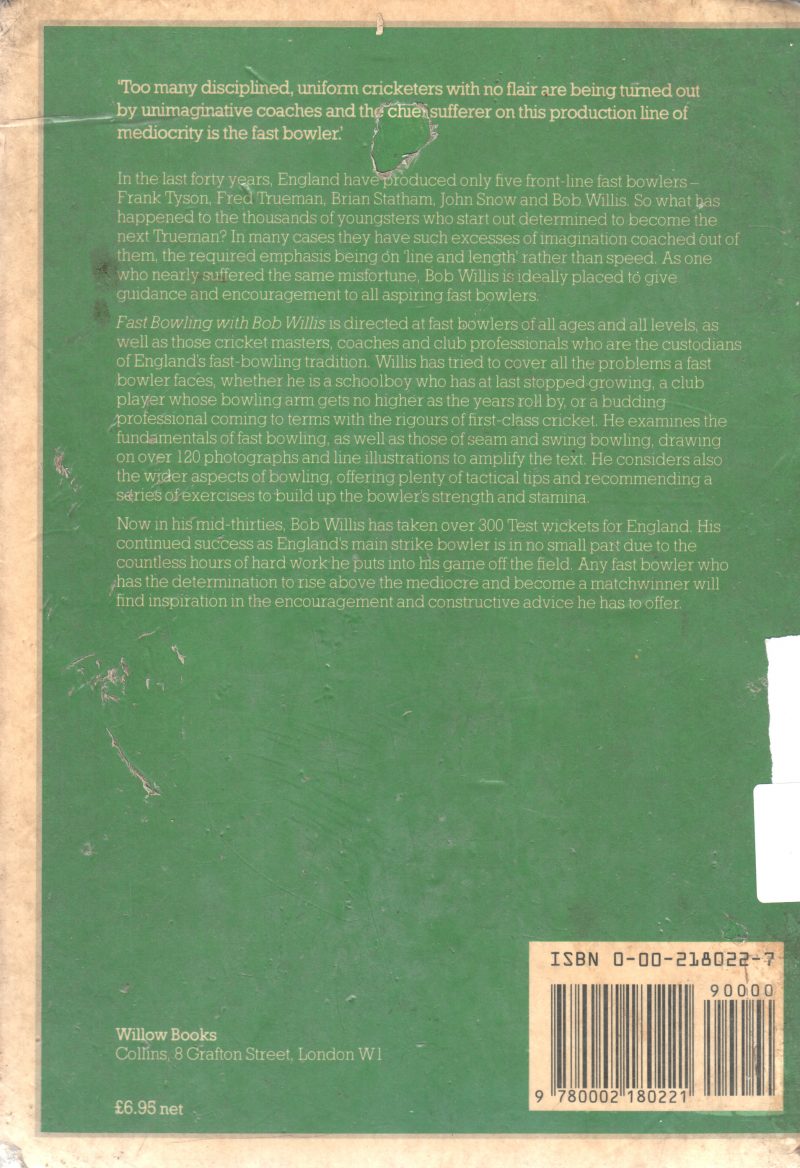 'Too many disciplined, uniform cricketers with no flair are being turned out
by unimaginative coaches and the chief sufferer on this production line of
mediocrity is the fast bowler.'
In the last forty years, England have produced only five front-line fast bowlers –
Frank Tyson, Fred Trueman, Brian Statham, John Snow and Bob Willis. So what has
happened to the thousands of youngsters who start out determined to become the
next Trueman? In many cases they have such excesses of imagination coached out of
them, the required emphasis being on 'line and length' rather than speed. As one
who nearly suffered the same misfortune, Bob Willis is ideally placed to give
guidance and encouragement to all aspiring fast bowlers.
Fast Bowling with Bob Willis is directed at fast bowlers of all ages and all levels, as
well as those cricket masters, coaches and club professionals who are the custodians
of England's fast-bowling tradition. Willis has tried to cover all the problems a fast
bowler faces, whether he is a schoolboy who has at last stopped growing, a club
player whose bowling arm gets no higher as the years roll by, or a budding
professional coming to terms with the rigours of first-class cricket. He examines the
fundamentals of fast bowling, as well as those of seam and swing bowling, drawing
on over 120 photographs and line illustrations to amplify the text. He considers also
the wider aspects of bowling, offering plenty of tactical tips and recommending a
series of exercises to build up the bowler's strength and stamina.
Now in his mid-thirties, Bob Willis has taken over 300 Test wickets for England. His
continued success as England's main strike bowler is in no small part due to the
countless hours of hard work he puts into his game off the field. Any fast bowler who
has the determination to rise above the mediocre and become a matchwinner will
find inspiration in the encouragement and constructive advice he has to offer.
ISBN 0-00-218022-7
90000
9 780002 180221
Willow Books
Collins, 8 Grafton Street, London W1
£6.95 net